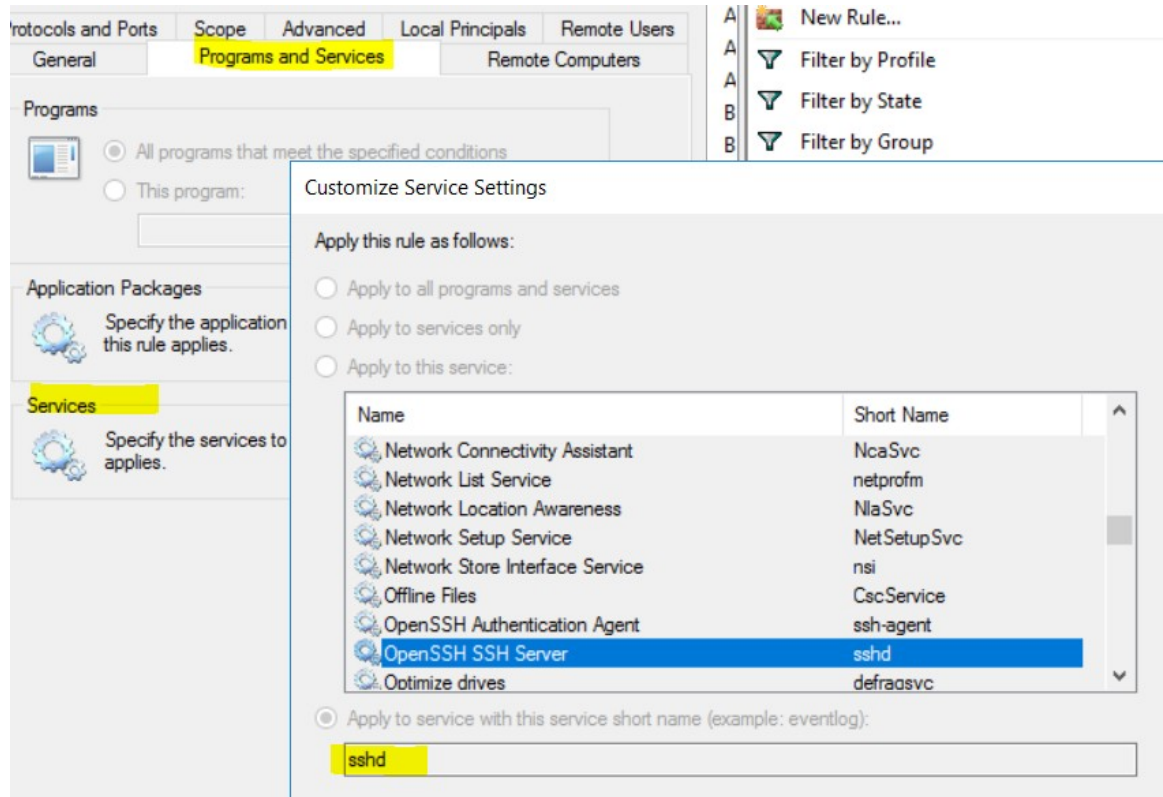 Protocols and Ports Scope Advanced Local Principals Remote Users
General Programs and Services Remote Computers
Programs
All programs that meet the specified conditions
This program:
Application Packages
Specify the application
this rule applies.
Services
Specify the services to
applies.
A
A
A
B
B
New Rule...
Filter by Profile
Filter by State
Filter by Group
Customize Service Settings
Apply this rule as follows:
Apply to all programs and services
Apply to services only
Apply to this service:
Name Short Name
Network Connectivity Assistant NcaSvc
Network List Service netprofm
Network Location Awareness NlaSvc
Network Setup Service NetSetupSvc
Network Store Interface Service nsi
Offline Files CscService
OpenSSH Authentication Agent ssh-agent
OpenSSH SSH Server sshd
Optimize drives defragsvc
Apply to service with this service short name (example: eventlog):
sshd